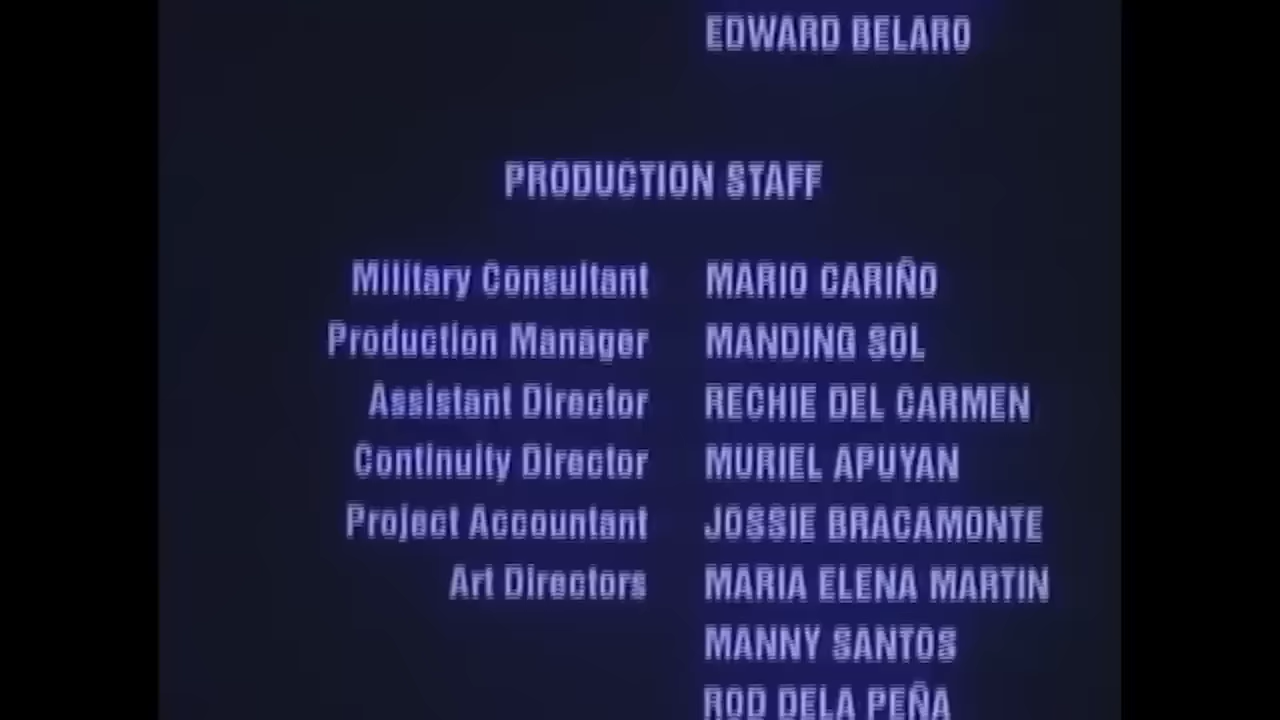 EDWARD BELARO
PRODUCTION STAFF
Military Consultant MARIO CARIÑO
Production Manager MANDING SOL
Assistant Director RECHIE DEL CARMEN
Continuity Director MURIEL APUYAN
Project Accountant JOSSIE BRACAMONTE
Art Directors MARIA ELENA MARTIN
MANNY SANTOS
ROD DELA PEÑA